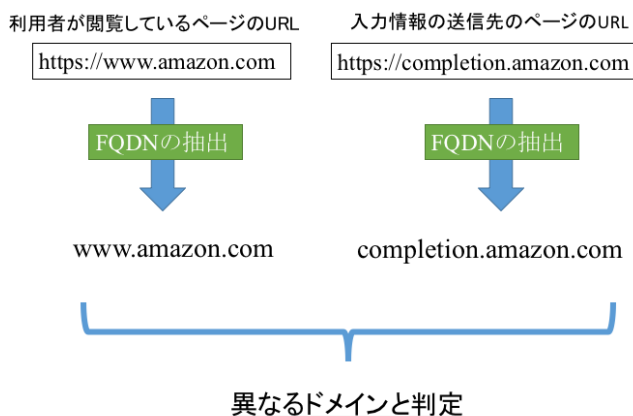 利用者が閲覧しているページのURL
入力情報の送信先のページのURL
https://www.amazon.com
https://completion.amazon.com
FQDNの抽出
FQDNの抽出
www.amazon.com
completion.amazon.com
異なるドメインと判定